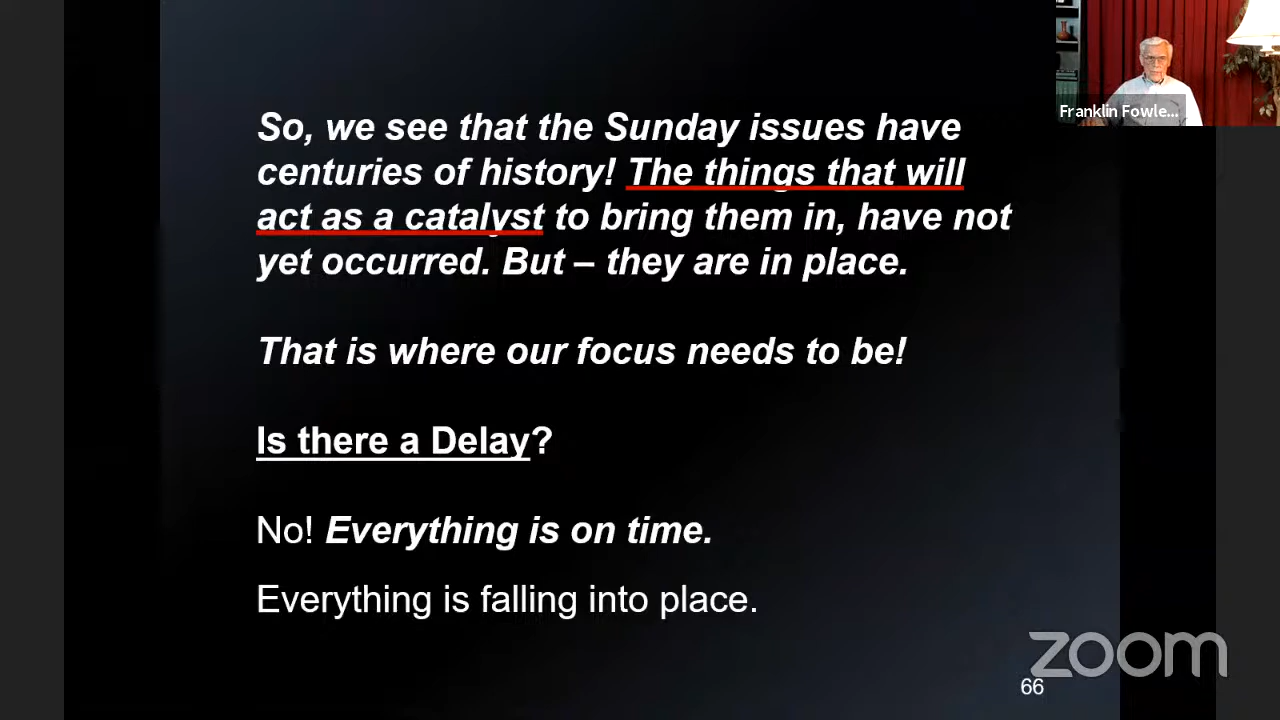 Franklin Fowle...
So, we see that the Sunday issues have
centuries of history! The things that will
act as a catalyst to bring them in, have not
yet occurred. But – they are in place.
That is where our focus needs to be!
Is there a Delay?
No! Everything is on time.
Everything is falling into place.
zoom
66